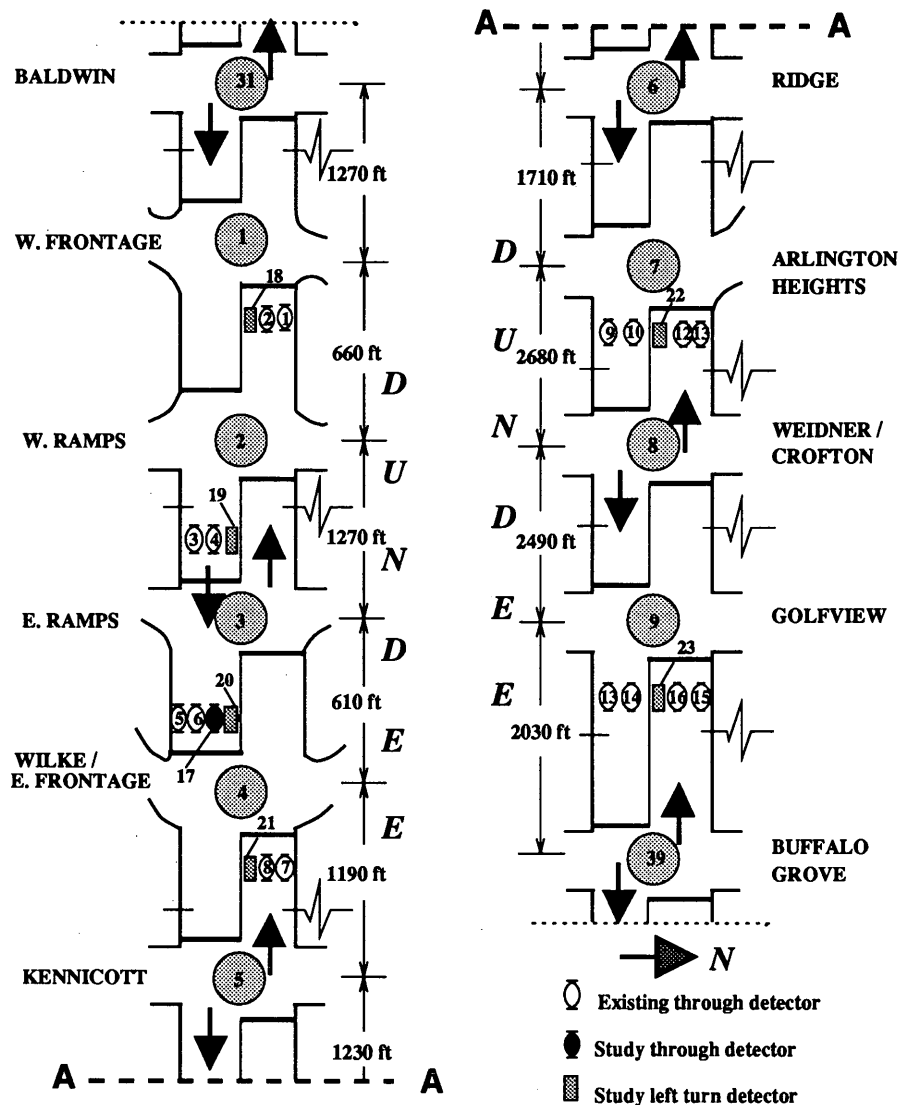 BALDWIN
31
1270 ft
W. FRONTAGE
1
18
2 1
660 ft
W. RAMPS
2
19
3 4
1270 ft
E. RAMPS
3
20
5 6
17
610 ft
WILKE /
E. FRONTAGE
4
21
8 7
1190 ft
KENNICOTT
5
1230 ft
A A
D
U
N
D
E
E
A A
RIDGE
6
1710 ft
ARLINGTON
HEIGHTS
7
22
9 10 12 13
2680 ft
WEIDNER /
CROFTON
8
2490 ft
GOLFVIEW
9
23
13 14 16 15
2030 ft
BUFFALO
GROVE
39
D
U
N
D
E
E
N
Existing through detector
Study through detector
Study left turn detector